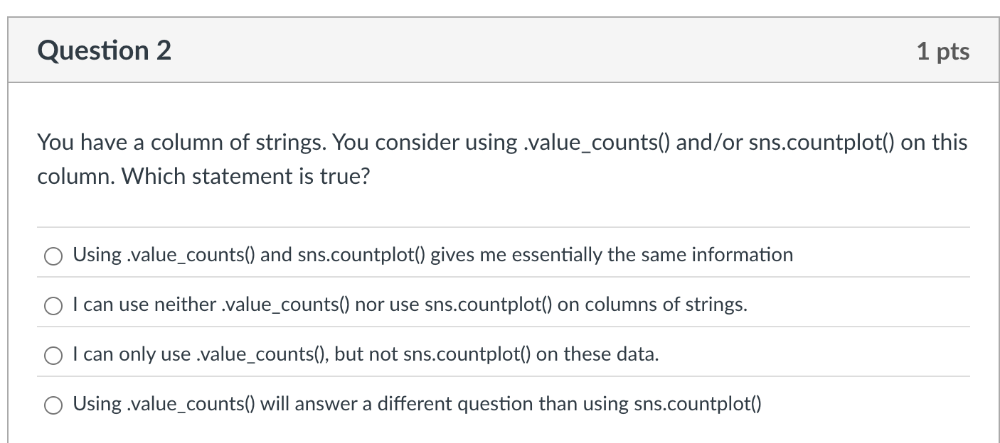 Question 2
1 pts
You have a column of strings. You consider using .value_counts() and/or sns.countplot() on this
column. Which statement is true?
Using .value_counts() and sns.countplot() gives me essentially the same information
I can use neither .value_counts() nor use sns.countplot() on columns of strings.
I can only use .value_counts(), but not sns.countplot() on these data.
Using .value_counts() will answer a different question than using sns.countplot()